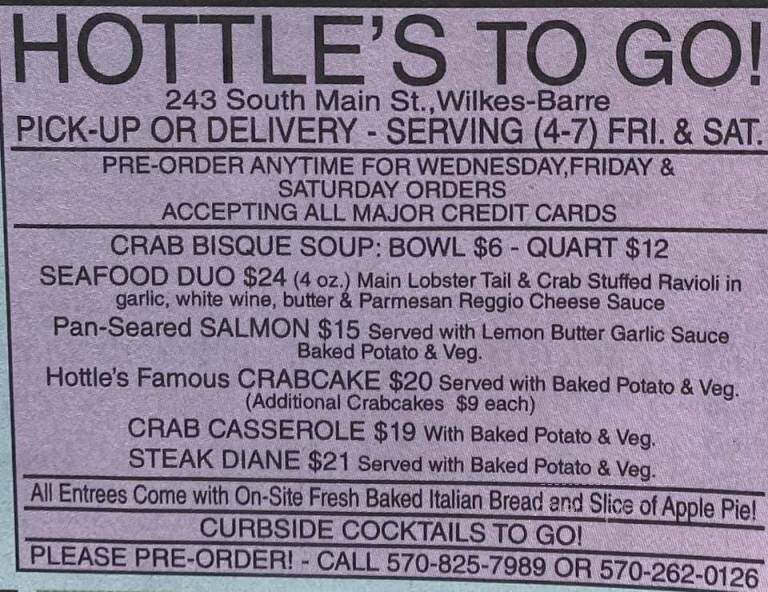 HOTTLE'S TO GO!
243 South Main St.,Wilkes-Barre
PICK-UP OR DELIVERY - SERVING (4-7) FRI. & SAT.
PRE-ORDER ANYTIME FOR WEDNESDAY,FRIDAY &
SATURDAY ORDERS
ACCEPTING ALL MAJOR CREDIT CARDS
CRAB BISQUE SOUP: BOWL $6 - QUART $12
SEAFOOD DUO $24 (4 oz.) Main Lobster Tail & Crab Stuffed Ravioli in
garlic, white wine, butter & Parmesan Reggio Cheese Sauce
Pan-Seared SALMON $15 Served with Lemon Butter Garlic Sauce
Baked Potato & Veg.
Hottle's Famous CRABCAKE $20 Served with Baked Potato & Veg.
(Additional Crabcakes $9 each)
CRAB CASSEROLE $19 With Baked Potato & Veg.
STEAK DIANE $21 Served with Baked Potato & Veg.
All Entrees Come with On-Site Fresh Baked Italian Bread and Slice of Apple Pie!
CURBSIDE COCKTAILS TO GO!
PLEASE PRE-ORDER! - CALL 570-825-7989 OR 570-262-0126